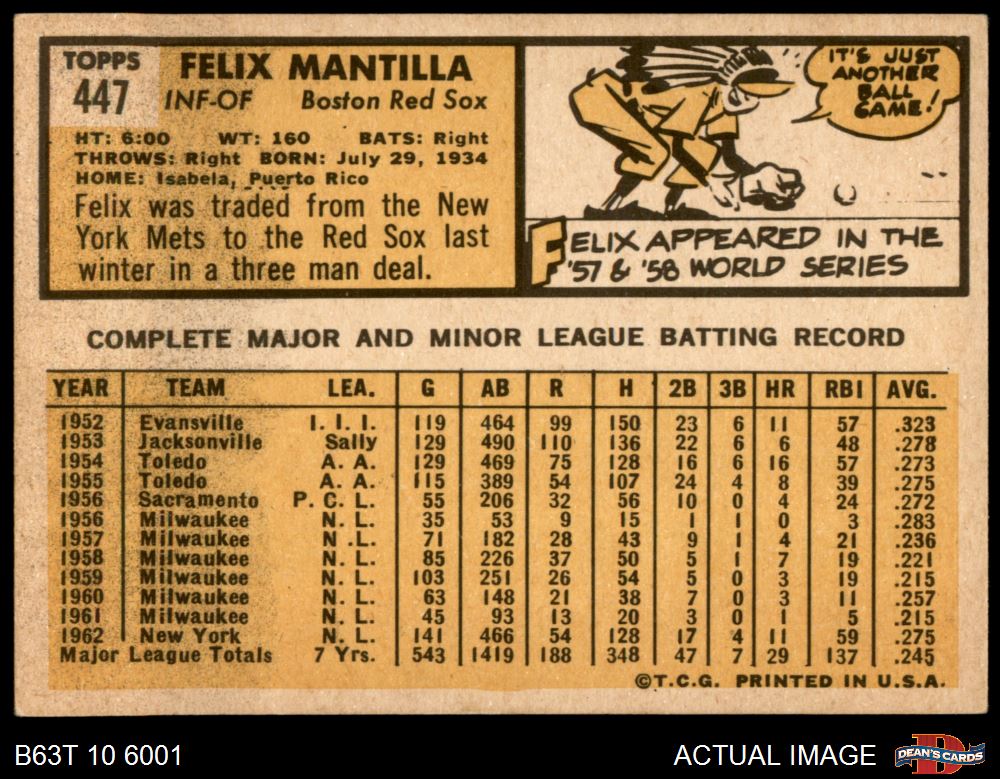 TOPPS
447
FELIX MANTILLA
INF-OF Boston Red Sox
HT: 6:00 WT: 160 BATS: Right
THROWS: Right BORN: July 29, 1934
HOME: Isabela, Puerto Rico
Felix was traded from the New
York Mets to the Red Sox last
winter in a three man deal.
IT'S JUST
ANOTHER
BALL
GAME!
FELIX APPEARED IN THE
'57 & '58 WORLD SERIES
COMPLETE MAJOR AND MINOR LEAGUE BATTING RECORD
YEAR TEAM LEA. G AB R H 2B 3B HR RBI AVG.
1952 Evansville I. I. I. 119 464 99 150 23 6 11 57 .323
1953 Jacksonville Sally 129 490 110 136 22 6 6 48 .278
1954 Toledo A. A. 129 469 75 128 16 6 16 57 .273
1955 Toledo A. A. 115 389 54 107 24 4 8 39 .275
1956 Sacramento P. C. L. 55 206 32 56 10 0 4 24 .272
1956 Milwaukee N. L. 35 53 9 15 1 1 0 3 .283
1957 Milwaukee N .L. 71 182 28 43 9 1 4 21 .236
1958 Milwaukee N. L. 85 226 37 50 5 1 7 19 .221
1959 Milwaukee N. L. 103 251 26 54 5 0 3 19 .215
1960 Milwaukee N. L. 63 148 21 38 7 0 3 11 .257
1961 Milwaukee N. L. 45 93 13 20 3 0 1 5 .215
1962 New York N. L. 141 466 54 128 17 4 11 59 .275
Major League Totals 7 Yrs. 543 1419 188 348 47 7 29 137 .245
©T.C.G. PRINTED IN U.S.A.
B63T 10 6001
ACTUAL IMAGE
D
DEAN'S CARDS